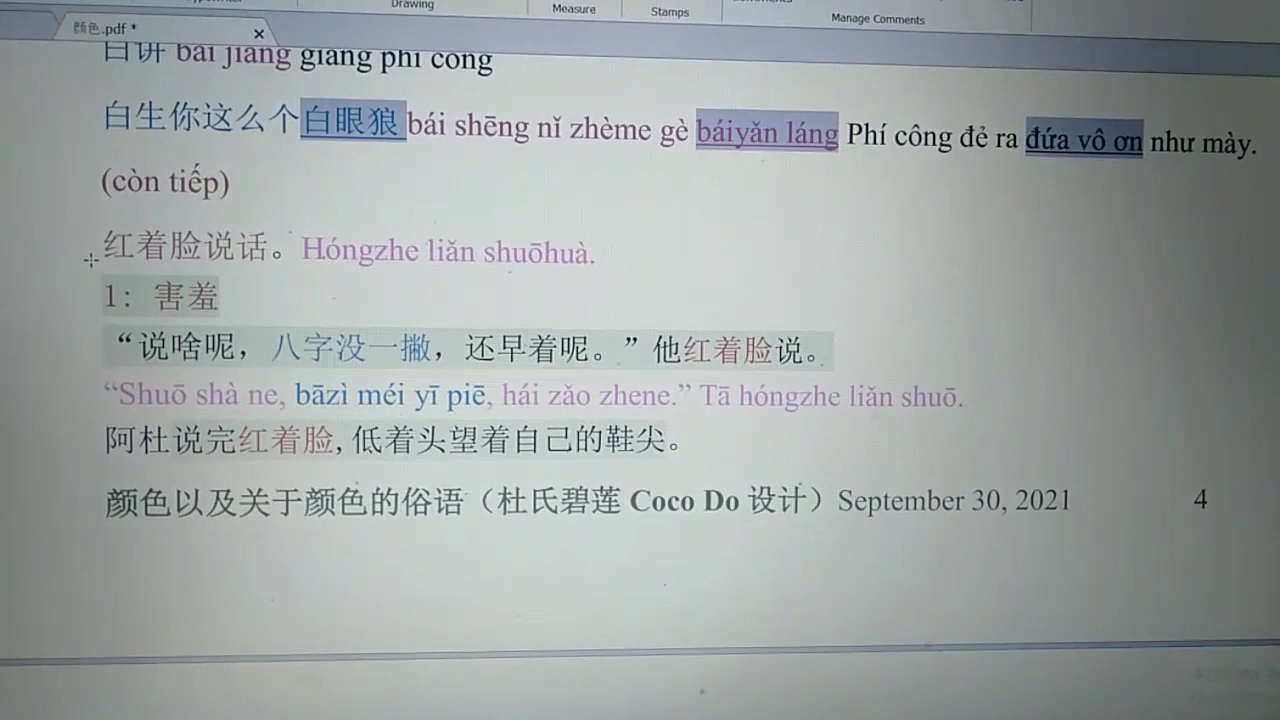 Drawing
Measure
Stamps
Manage Comments
颜色.pdf *
白讲 bái jiǎng giảng phí công
白生你这么个白眼狼 bái shēng nǐ zhème gè báiyǎn láng Phí công đẻ ra đứa vô ơn như mày.
(còn tiếp)
红着脸说话。Hóngzhe liǎn shuōhuà.
1：害羞
“说啥呢，八字没一撇，还早着呢。”他红着脸说。
“Shuō shà ne, bāzì méi yī piē, hái zǎo zhene.” Tā hóngzhe liǎn shuō.
阿杜说完红着脸,低着头望着自己的鞋尖。
颜色以及关于颜色的俗语（杜氏碧莲 Coco Do 设计）September 30, 2021 4